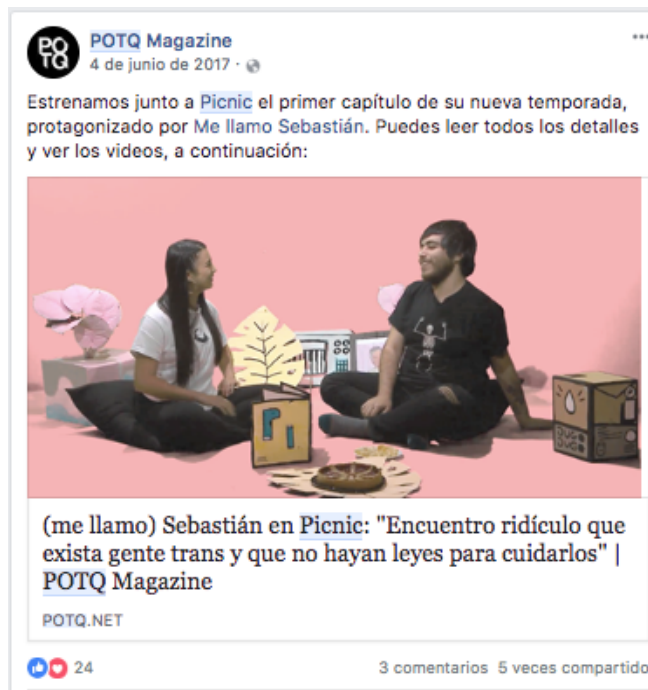 PO
TQ
POTQ Magazine
4 de junio de 2017 ·
Estrenamos junto a Picnic el primer capítulo de su nueva temporada,
protagonizado por Me llamo Sebastián. Puedes leer todos los detalles
y ver los videos, a continuación:
Pi
(me llamo) Sebastián en Picnic: "Encuentro ridículo que
exista gente trans y que no hayan leyes para cuidarlos" |
POTQ Magazine
POTQ.NET
24
3 comentarios 5 veces compartido